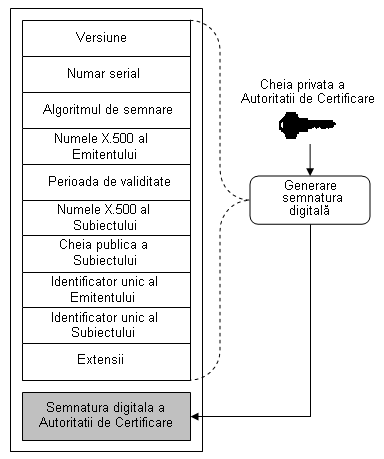 Versiune
Numar serial
Algoritmul de semnare
Numele X.500 al
Emitentului
Perioada de validitate
Numele X.500 al
Subiectului
Cheia publica a
Subiectului
Identificator unic al
Emitentului
Identificator unic al
Subiectului
Extensii
Semnatura digitala a
Autoritatii de Certificare
Cheia privata a
Autoritatii de Certificare
Generare
semnatura
digitală